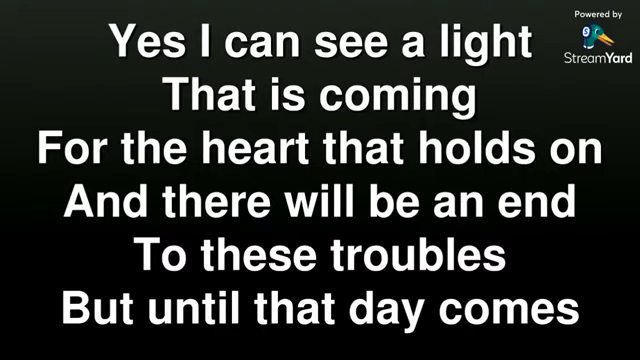 Powered by
StreamYard
Yes I can see a light
That is coming
For the heart that holds on
And there will be an end
To these troubles
But until that day comes